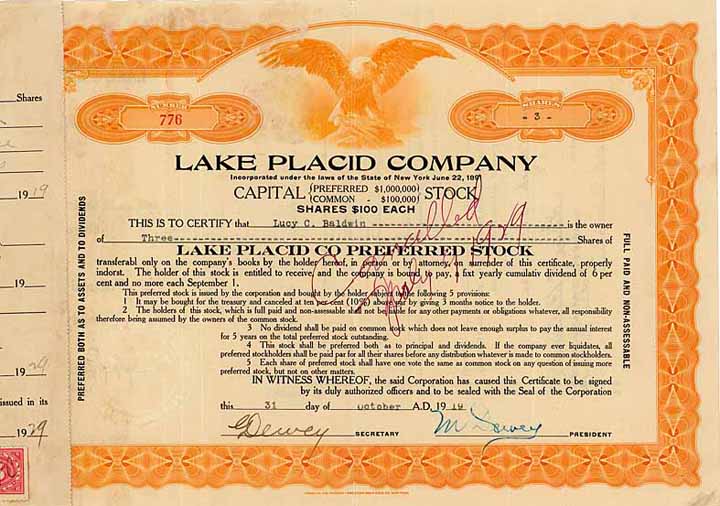 Shares
NUMBER
776
SHARES
- 3 -
LAKE PLACID COMPANY
Incorporated under the laws of the State of New York June 22, 189
CAPITAL {PREFERRED $1,000,000} STOCK
{COMMON - $100,000}
SHARES $100 EACH
1919
THIS IS TO CERTIFY that Lucy C. Baldwin is the owner
of Three Shares of
LAKE PLACID CO PREFERRED STOCK
transferabl only on the company's books by the holder hereof, in person or by attorney, on surrender of this certificate, properly
indorst. The holder of this stock is entitled to receive and the company is bound to pay, a fixt yearly cumulativ dividend of 6 per
cent and no more each September 1.
This preferred stock is issued by the corporation and bought by the holder subject to the following 5 provisions:
1 It may be bought for the treasury and canceled at ten per cent (10%) above par by giving 3 months notice to the holder.
2 The holders of this stock, which is full paid and non-assessable shall not be liable for any other payments or obligations whatever, all responsibility
therefore being assumed by the owners of the common stock.
3 No dividend shall be paid on common stock which does not leave enough surplus to pay the annual interest
for 5 years on the total preferred stock outstanding.
4 This stock shall be preferred both as to principal and dividends. If the company ever liquidates, all
preferred stockholders shall be paid for all their shares before any distribution whatever is made to common stockholders.
5 Each share of preferred stock shall have one vote the same as common stock on any question of issuing more
preferred stock, but not on other matters.
IN WITNESS WHEREOF, the said Corporation has caused this Certificate to be signed
by its duly authorized officers and to be sealed with the Seal of the Corporation
this 31 day of October A.D. 1919
Dewey SECRETARY Dewey PRESIDENT
PREFERRED BOTH AS TO ASSETS AND TO DIVIDENDS
FULL PAID AND NON-ASSESSABLE
Cancelled
1929
1929
issued in its
1929